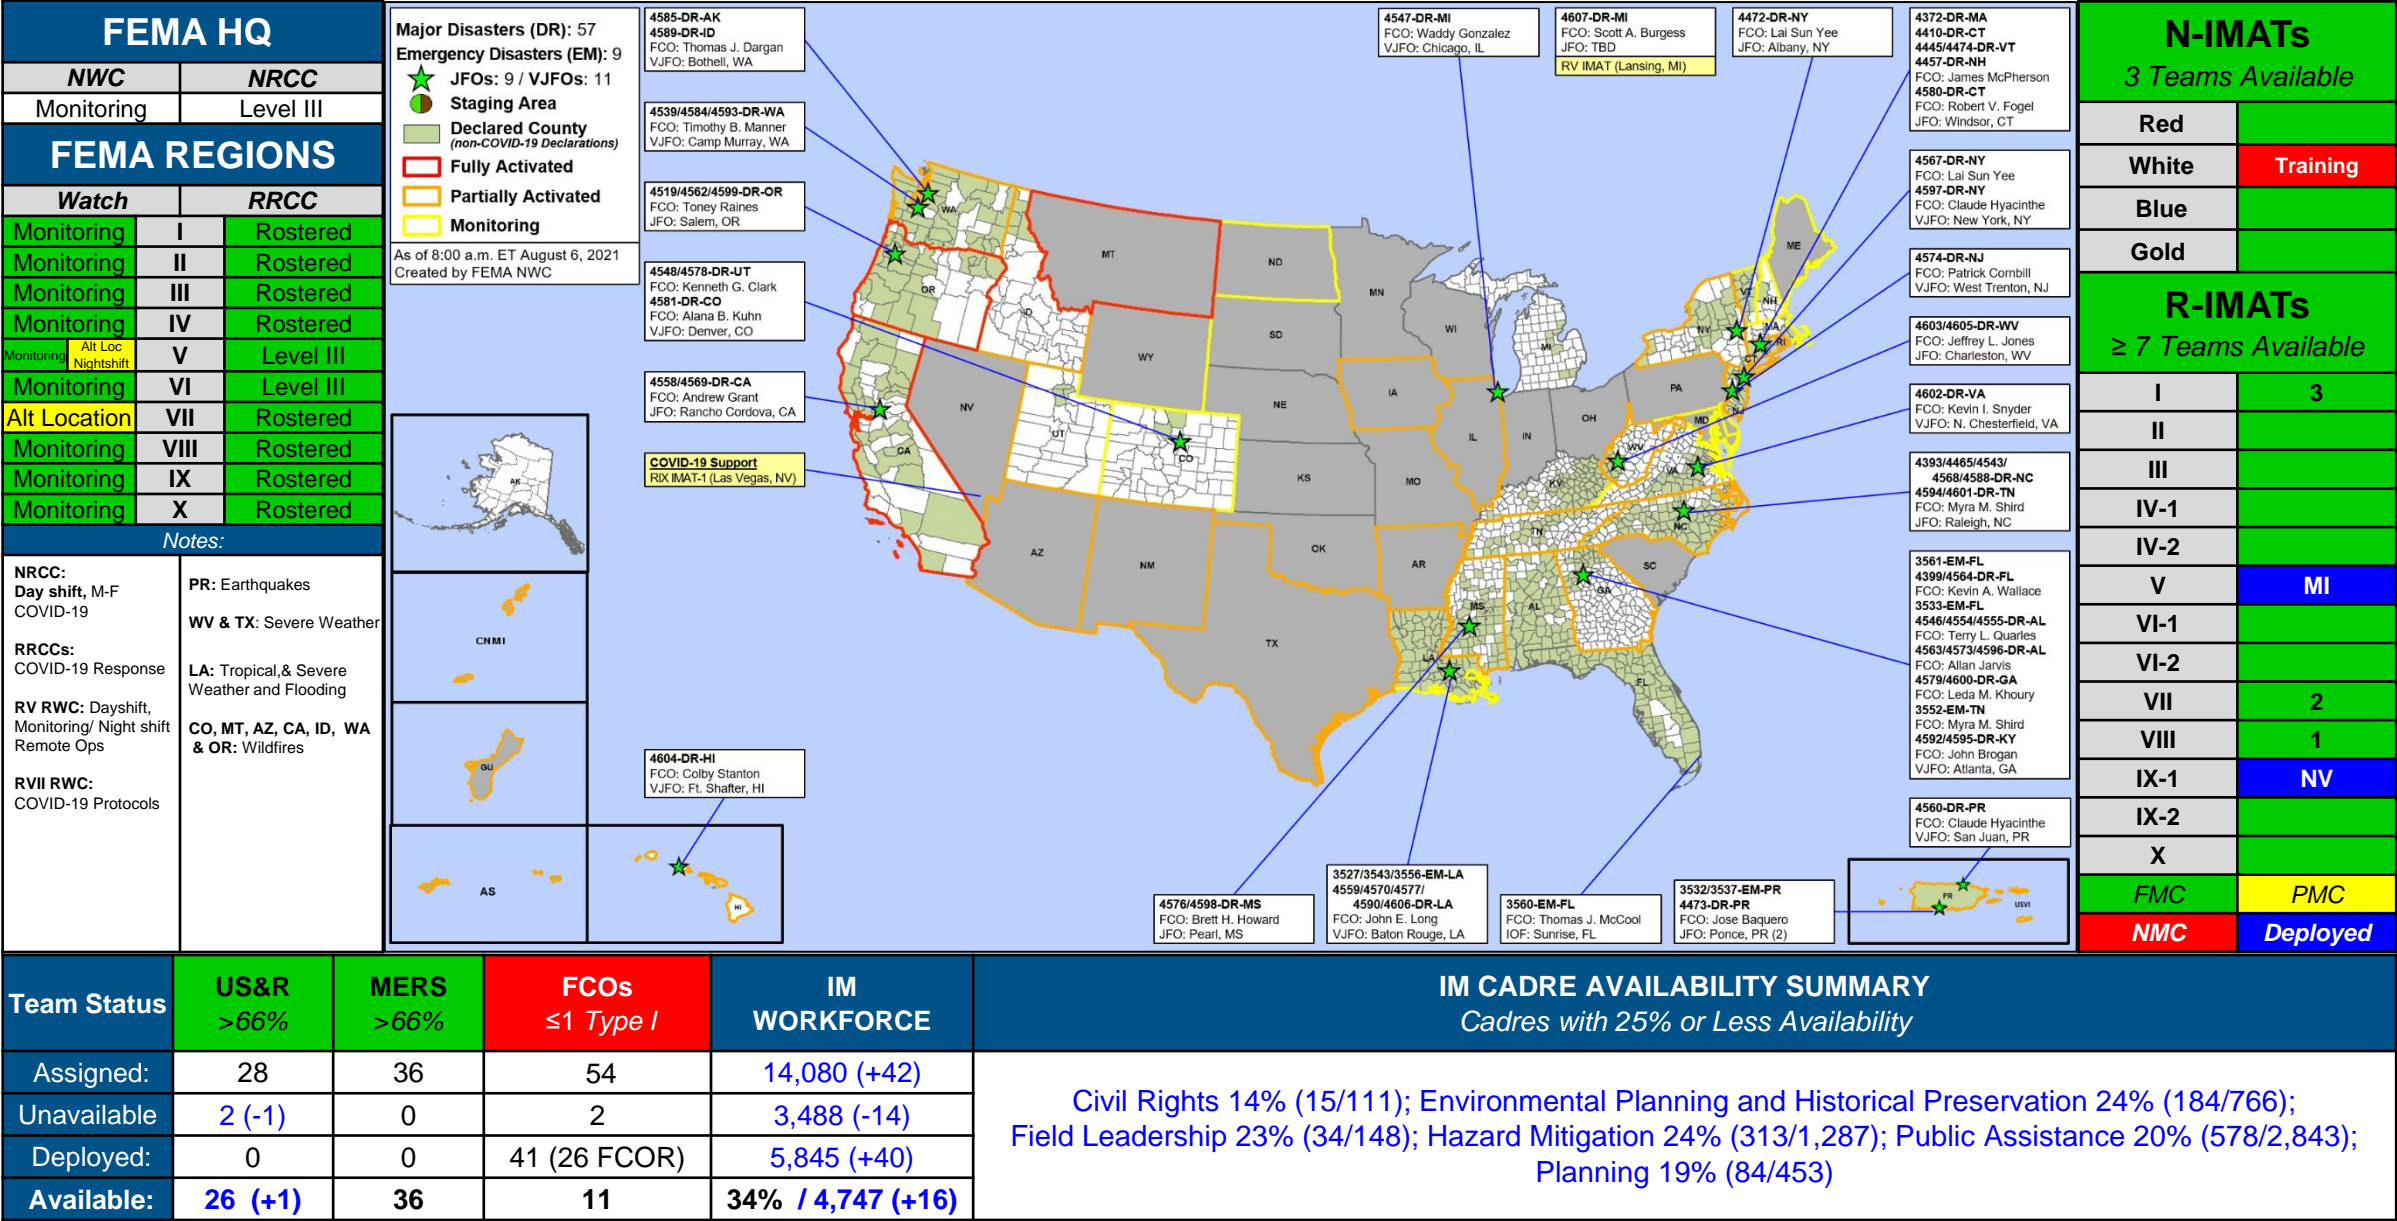 FEMA HQ
NWC NRCC
Monitoring Level III
FEMA REGIONS
Watch RRCC
Monitoring I Rostered
Monitoring II Rostered
Monitoring III Rostered
Monitoring IV Rostered
Monitoring Alt Loc Nightshift V Level III
Monitoring VI Level III
Alt Location VII Rostered
Monitoring VIII Rostered
Monitoring IX Rostered
Monitoring X Rostered
Notes:
NRCC:
Day shift, M-F
COVID-19
RRCCs:
COVID-19 Response
RV RWC: Dayshift,
Monitoring/ Night shift
Remote Ops
RVII RWC:
COVID-19 Protocols
PR: Earthquakes
WV & TX: Severe Weather
LA: Tropical,& Severe
Weather and Flooding
CO, MT, AZ, CA, ID, WA
& OR: Wildfires
Major Disasters (DR): 57
Emergency Disasters (EM): 9
JFOs: 9 / VJFOs: 11
Staging Area
Declared County
(non-COVID-19 Declarations)
Fully Activated
Partially Activated
Monitoring
As of 8:00 a.m. ET August 6, 2021
Created by FEMA NWC
4585-DR-AK
4589-DR-ID
FCO: Thomas J. Dargan
VJFO: Bothell, WA
4539/4584/4593-DR-WA
FCO: Timothy B. Manner
VJFO: Camp Murray, WA
4519/4562/4599-DR-OR
FCO: Toney Raines
JFO: Salem, OR
4548/4578-DR-UT
FCO: Kenneth G. Clark
4581-DR-CO
FCO: Alana B. Kuhn
VJFO: Denver, CO
4558/4569-DR-CA
FCO: Andrew Grant
JFO: Rancho Cordova, CA
COVID-19 Support
RIX IMAT-1 (Las Vegas, NV)
4604-DR-HI
FCO: Colby Stanton
VJFO: Ft. Shafter, HI
4547-DR-MI
FCO: Waddy Gonzalez
VJFO: Chicago, IL
4607-DR-MI
FCO: Scott A. Burgess
JFO: TBD
RV IMAT (Lansing, MI)
4472-DR-NY
FCO: Lai Sun Yee
JFO: Albany, NY
4372-DR-MA
4410-DR-CT
4445/4474-DR-VT
4457-DR-NH
FCO: James McPherson
4580-DR-CT
FCO: Robert V. Fogel
JFO: Windsor, CT
4567-DR-NY
FCO: Lai Sun Yee
4597-DR-NY
FCO: Claude Hyacinthe
VJFO: New York, NY
4574-DR-NJ
FCO: Patrick Cornbill
VJFO: West Trenton, NJ
4603/4605-DR-WV
FCO: Jeffrey L. Jones
JFO: Charleston, WV
4602-DR-VA
FCO: Kevin I. Snyder
VJFO: N. Chesterfield, VA
4393/4465/4543/
4568/4588-DR-NC
4594/4601-DR-TN
FCO: Myra M. Shird
JFO: Raleigh, NC
3561-EM-FL
4399/4564-DR-FL
FCO: Kevin A. Wallace
3533-EM-FL
4546/4554/4555-DR-AL
FCO: Terry L. Quarles
4563/4573/4596-DR-AL
FCO: Allan Jarvis
4579/4600-DR-GA
FCO: Leda M. Khoury
3552-EM-TN
FCO: Myra M. Shird
4592/4595-DR-KY
FCO: John Brogan
VJFO: Atlanta, GA
4560-DR-PR
FCO: Claude Hyacinthe
VJFO: San Juan, PR
4576/4598-DR-MS
FCO: Brett H. Howard
JFO: Pearl, MS
3527/3543/3556-EM-LA
4559/4570/4577/
4590/4606-DR-LA
FCO: John E. Long
VJFO: Baton Rouge, LA
3560-EM-FL
FCO: Thomas J. McCool
IOF: Sunrise, FL
3532/3537-EM-PR
4473-DR-PR
FCO: Jose Baquero
JFO: Ponce, PR (2)
WA
MT
ND
MN
ME
OR
ID
SD
WI
MI
NY
VT
NH
MA
CT
RI
WY
NE
IA
PA
NJ
NV
UT
CO
IL
IN
OH
MD
WV
VA
CA
KS
MO
KY
NC
TN
AZ
NM
OK
AR
SC
MS
AL
GA
TX
LA
FL
AK
CNMI
GU
AS
HI
PR
USVI
N-IMATs
3 Teams Available
Red
White Training
Blue
Gold
R-IMATs
≥ 7 Teams Available
I 3
II
III
IV-1
IV-2
V MI
VI-1
VI-2
VII 2
VIII 1
IX-1 NV
IX-2
X
FMC PMC
NMC Deployed
Team Status US&R >66% MERS >66% FCOs ≤1 Type I IM WORKFORCE
Assigned: 28 36 54 14,080 (+42)
Unavailable 2 (-1) 0 2 3,488 (-14)
Deployed: 0 0 41 (26 FCOR) 5,845 (+40)
Available: 26 (+1) 36 11 34% / 4,747 (+16)
IM CADRE AVAILABILITY SUMMARY
Cadres with 25% or Less Availability
Civil Rights 14% (15/111); Environmental Planning and Historical Preservation 24% (184/766);
Field Leadership 23% (34/148); Hazard Mitigation 24% (313/1,287); Public Assistance 20% (578/2,843);
Planning 19% (84/453)